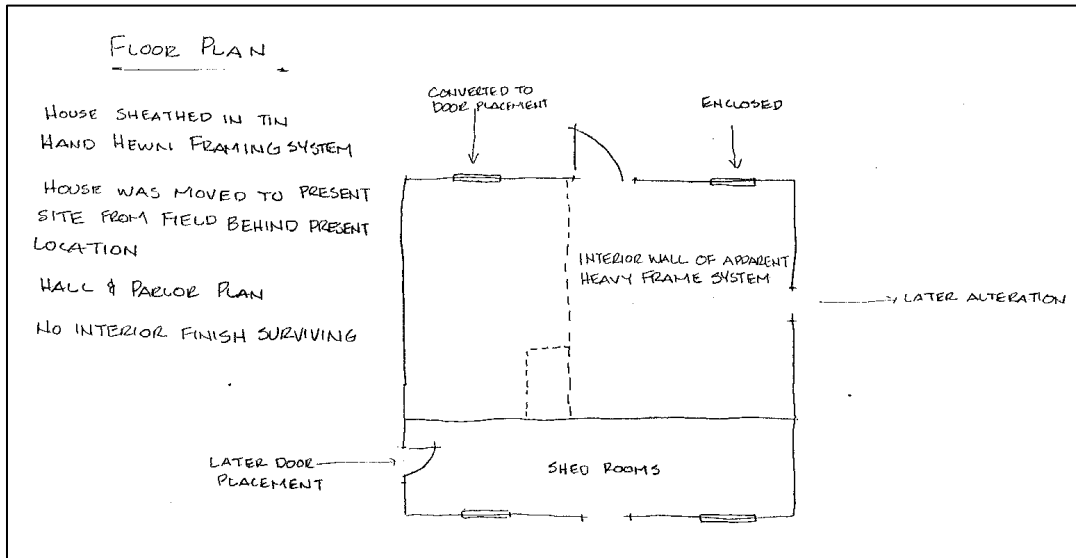 FLOOR PLAN
HOUSE SHEATHED IN TIN
HAND HEWN FRAMING SYSTEM
HOUSE WAS MOVED TO PRESENT
SITE FROM FIELD BEHIND PRESENT
LOCATION
HALL & PARLOR PLAN
NO INTERIOR FINISH SURVIVING
CONVERTED TO
DOOR PLACEMENT
ENCLOSED
INTERIOR WALL OF APPARENT
HEAVY FRAME SYSTEM
LATER ALTERATION
LATER DOOR
PLACEMENT
SHED ROOMS